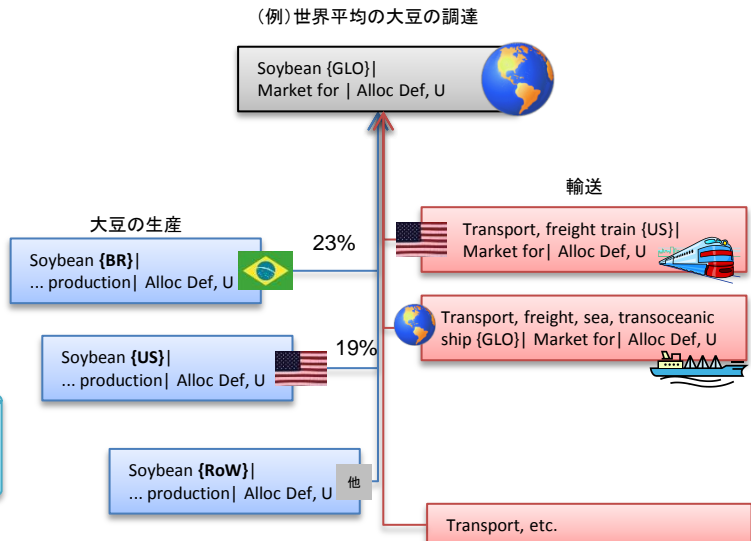 (例)世界平均の大豆の調達
Soybean {GLO}|
Market for | Alloc Def, U
大豆の生産
輸送
23%
Soybean {BR}|
... production| Alloc Def, U
Transport, freight train {US}|
Market for| Alloc Def, U
19%
Soybean {US}|
... production| Alloc Def, U
Transport, freight, sea, transoceanic
ship {GLO}| Market for| Alloc Def, U
Soybean {RoW}|
... production| Alloc Def, U
他
Transport, etc.